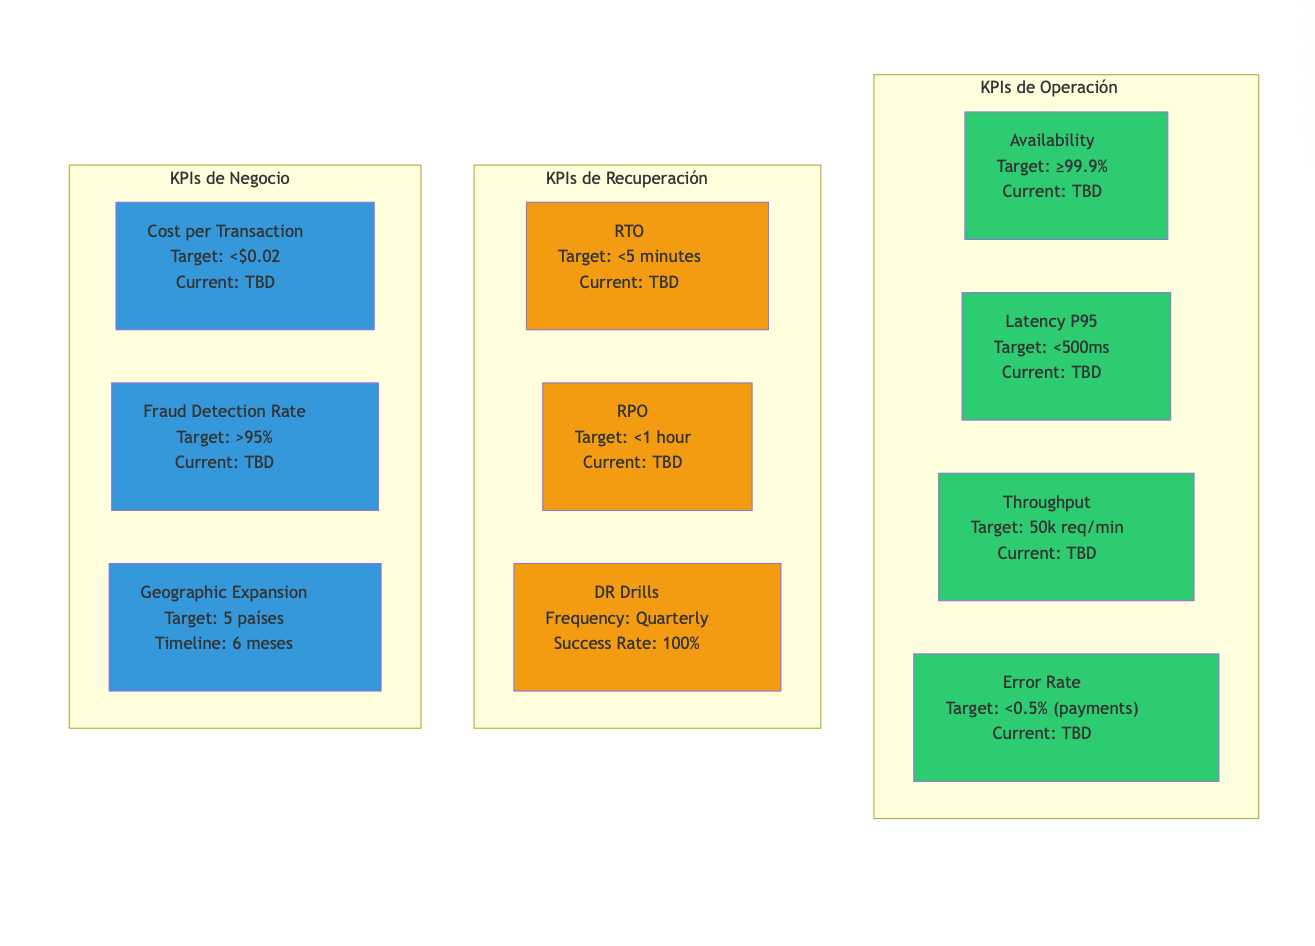 KPIs de Negocio
Cost per Transaction
Target: <$0.02
Current: TBD
Fraud Detection Rate
Target: >95%
Current: TBD
Geographic Expansion
Target: 5 países
Timeline: 6 meses
KPIs de Recuperación
RTO
Target: <5 minutes
Current: TBD
RPO
Target: <1 hour
Current: TBD
DR Drills
Frequency: Quarterly
Success Rate: 100%
KPIs de Operación
Availability
Target: ≥99.9%
Current: TBD
Latency P95
Target: <500ms
Current: TBD
Throughput
Target: 50k req/min
Current: TBD
Error Rate
Target: <0.5% (payments)
Current: TBD